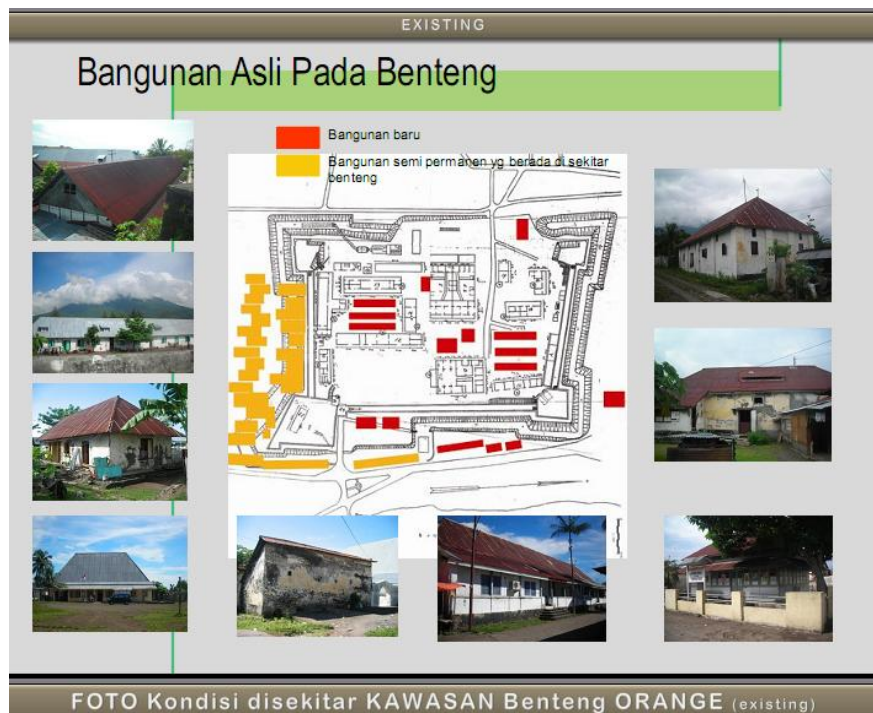 EXISTING
Bangunan Asli Pada Benteng
Bangunan baru
Bangunan semi permanen yg berada di sekitar
benteng
FOTO Kondisi disekitar KAWASAN Benteng ORANGE (existing)